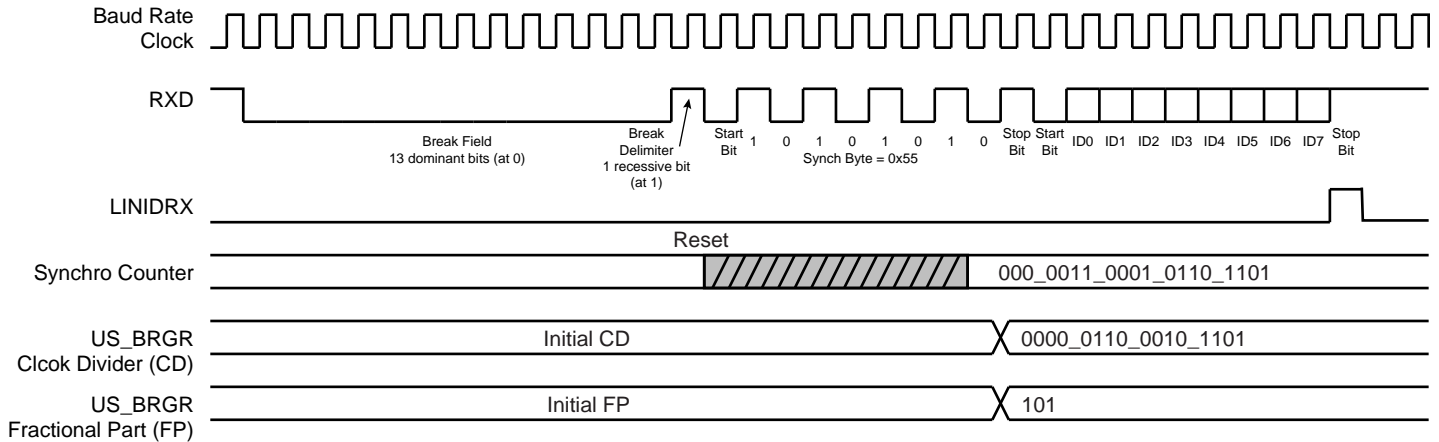 Baud Rate
Clock
RXD
Break Field
13 dominant bits (at 0)
Break
Delimiter
1 recessive bit
(at 1)
Start
Bit
1 0 1 0 1 0 1 0
Synch Byte = 0x55
Stop
Bit
Start
Bit
ID0 ID1 ID2 ID3 ID4 ID5 ID6 ID7
Stop
Bit
LINIDRX
Reset
Synchro Counter
000_0011_0001_0110_1101
US_BRGR
Clcok Divider (CD)
Initial CD
0000_0110_0010_1101
US_BRGR
Fractional Part (FP)
Initial FP
101